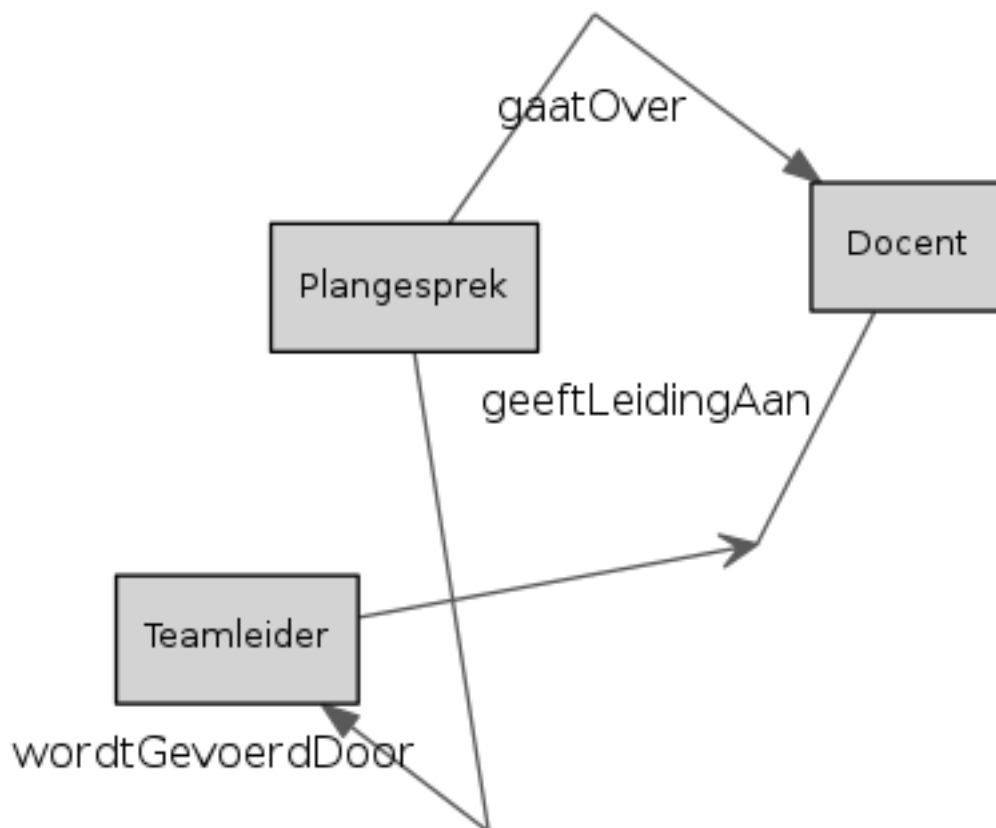 gaatOver
Docent
Plangesprek
geeftLeidingAan
Teamleider
wordtGevoerdDoor